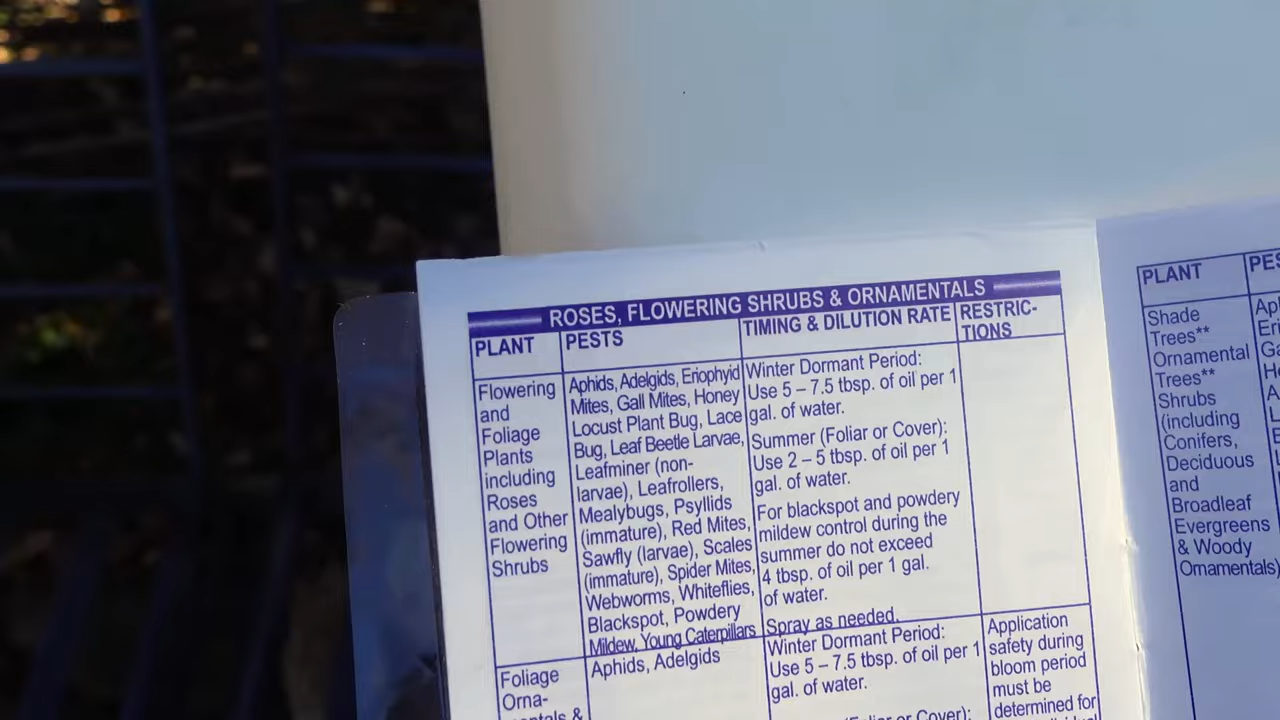 ROSES, FLOWERING SHRUBS & ORNAMENTALS
PLANT
PESTS
TIMING & DILUTION RATE
RESTRIC-
TIONS
Flowering
and
Foliage
Plants
including
Roses
and Other
Flowering
Shrubs
Aphids, Adelgids, Eriophyid
Mites, Gall Mites, Honey
Locust Plant Bug, Lace
Bug, Leaf Beetle Larvae,
Leafminer (non-
larvae), Leafrollers,
Mealybugs, Psyllids
(immature), Red Mites,
Sawfly (larvae), Scales
(immature), Spider Mites,
Webworms, Whiteflies,
Blackspot, Powdery
Mildew, Young Caterpillars
Winter Dormant Period:
Use 5 – 7.5 tbsp. of oil per 1
gal. of water.
Summer (Foliar or Cover):
Use 2 – 5 tbsp. of oil per 1
gal. of water.
For blackspot and powdery
mildew control during the
summer do not exceed
4 tbsp. of oil per 1 gal.
of water.
Spray as needed.
Foliage
Orna-
&
Aphids, Adelgids
Winter Dormant Period:
Use 5 – 7.5 tbsp. of oil per 1
gal. of water.
or Cover):
Application
safety during
bloom period
must be
determined for
PLANT
Shade
Trees**
Ornamental
Trees**
Shrubs
(including
Conifers,
Deciduous
and
Broadleaf
Evergreens
& Woody
Ornamentals)